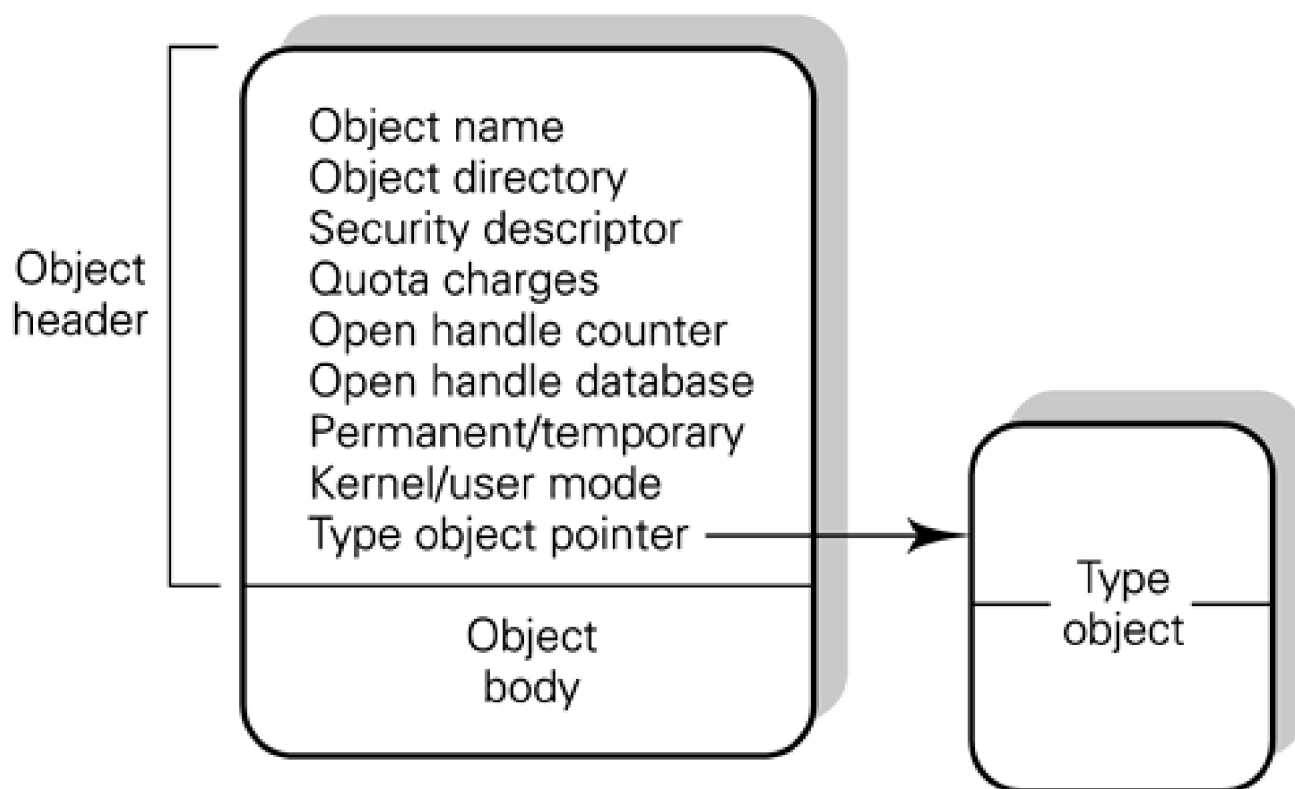 Object
header
Object name
Object directory
Security descriptor
Quota charges
Open handle counter
Open handle database
Permanent/temporary
Kernel/user mode
Type object pointer
Object
body
Type
object